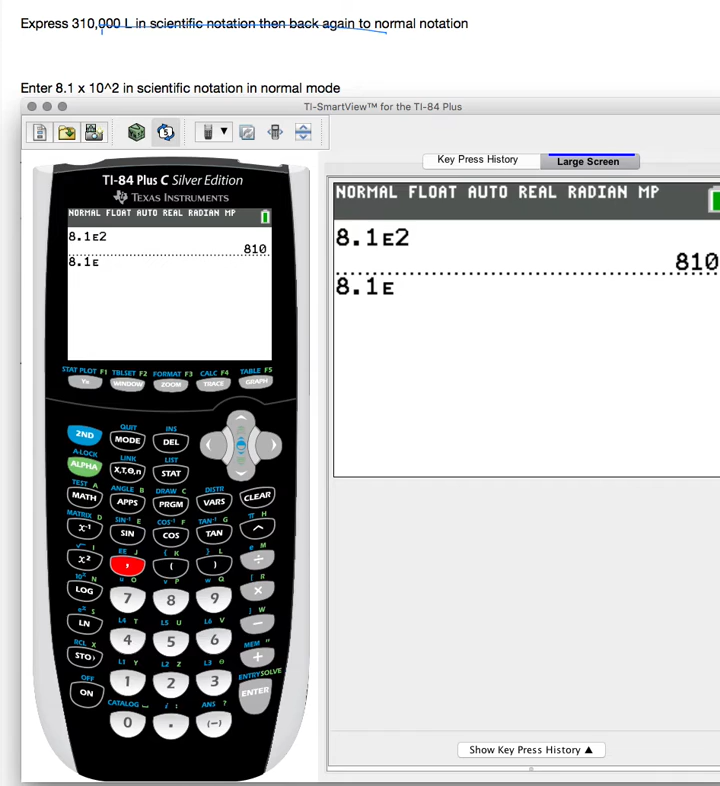 Express 310,000 L in scientific notation then back again to normal notation
Enter 8.1 x 10^2 in scientific notation in normal mode
TI-SmartView™ for the TI-84 Plus
Key Press History
Large Screen
TI-84 Plus C Silver Edition
TEXAS INSTRUMENTS
NORMAL FLOAT AUTO REAL RADIAN MP
8.1E2
810
8.1E
NORMAL FLOAT AUTO REAL RADIAN MP
8.1E2
810
8.1E
STAT PLOT F1 TBLSET F2 FORMAT F3 CALC F4 TABLE F5
Y= WINDOW ZOOM TRACE GRAPH
QUIT INS
2ND MODE DEL
A-LOCK LINK LIST
ALPHA X,T,Θ,n STAT
TEST A ANGLE B DRAW C DISTR
MATH APPS PRGM VARS CLEAR
MATRIX D SIN⁻¹ E COS⁻¹ F TAN⁻¹ G π H
x⁻¹ SIN COS TAN ^
√ I EE J { K } L e M
x² , ( ) ÷
10ˣ N u O v P w Q [ R
LOG 7 8 9 ×
eˣ S L4 T L5 U L6 V ] W
LN 4 5 6 −
RCL X L1 Y L2 Z L3 θ MEM "
STO› 1 2 3 +
OFF CATALOG ⎵ i : ANS ? ENTRY SOLVE
ON 0 . (−) ENTER
Show Key Press History ▲